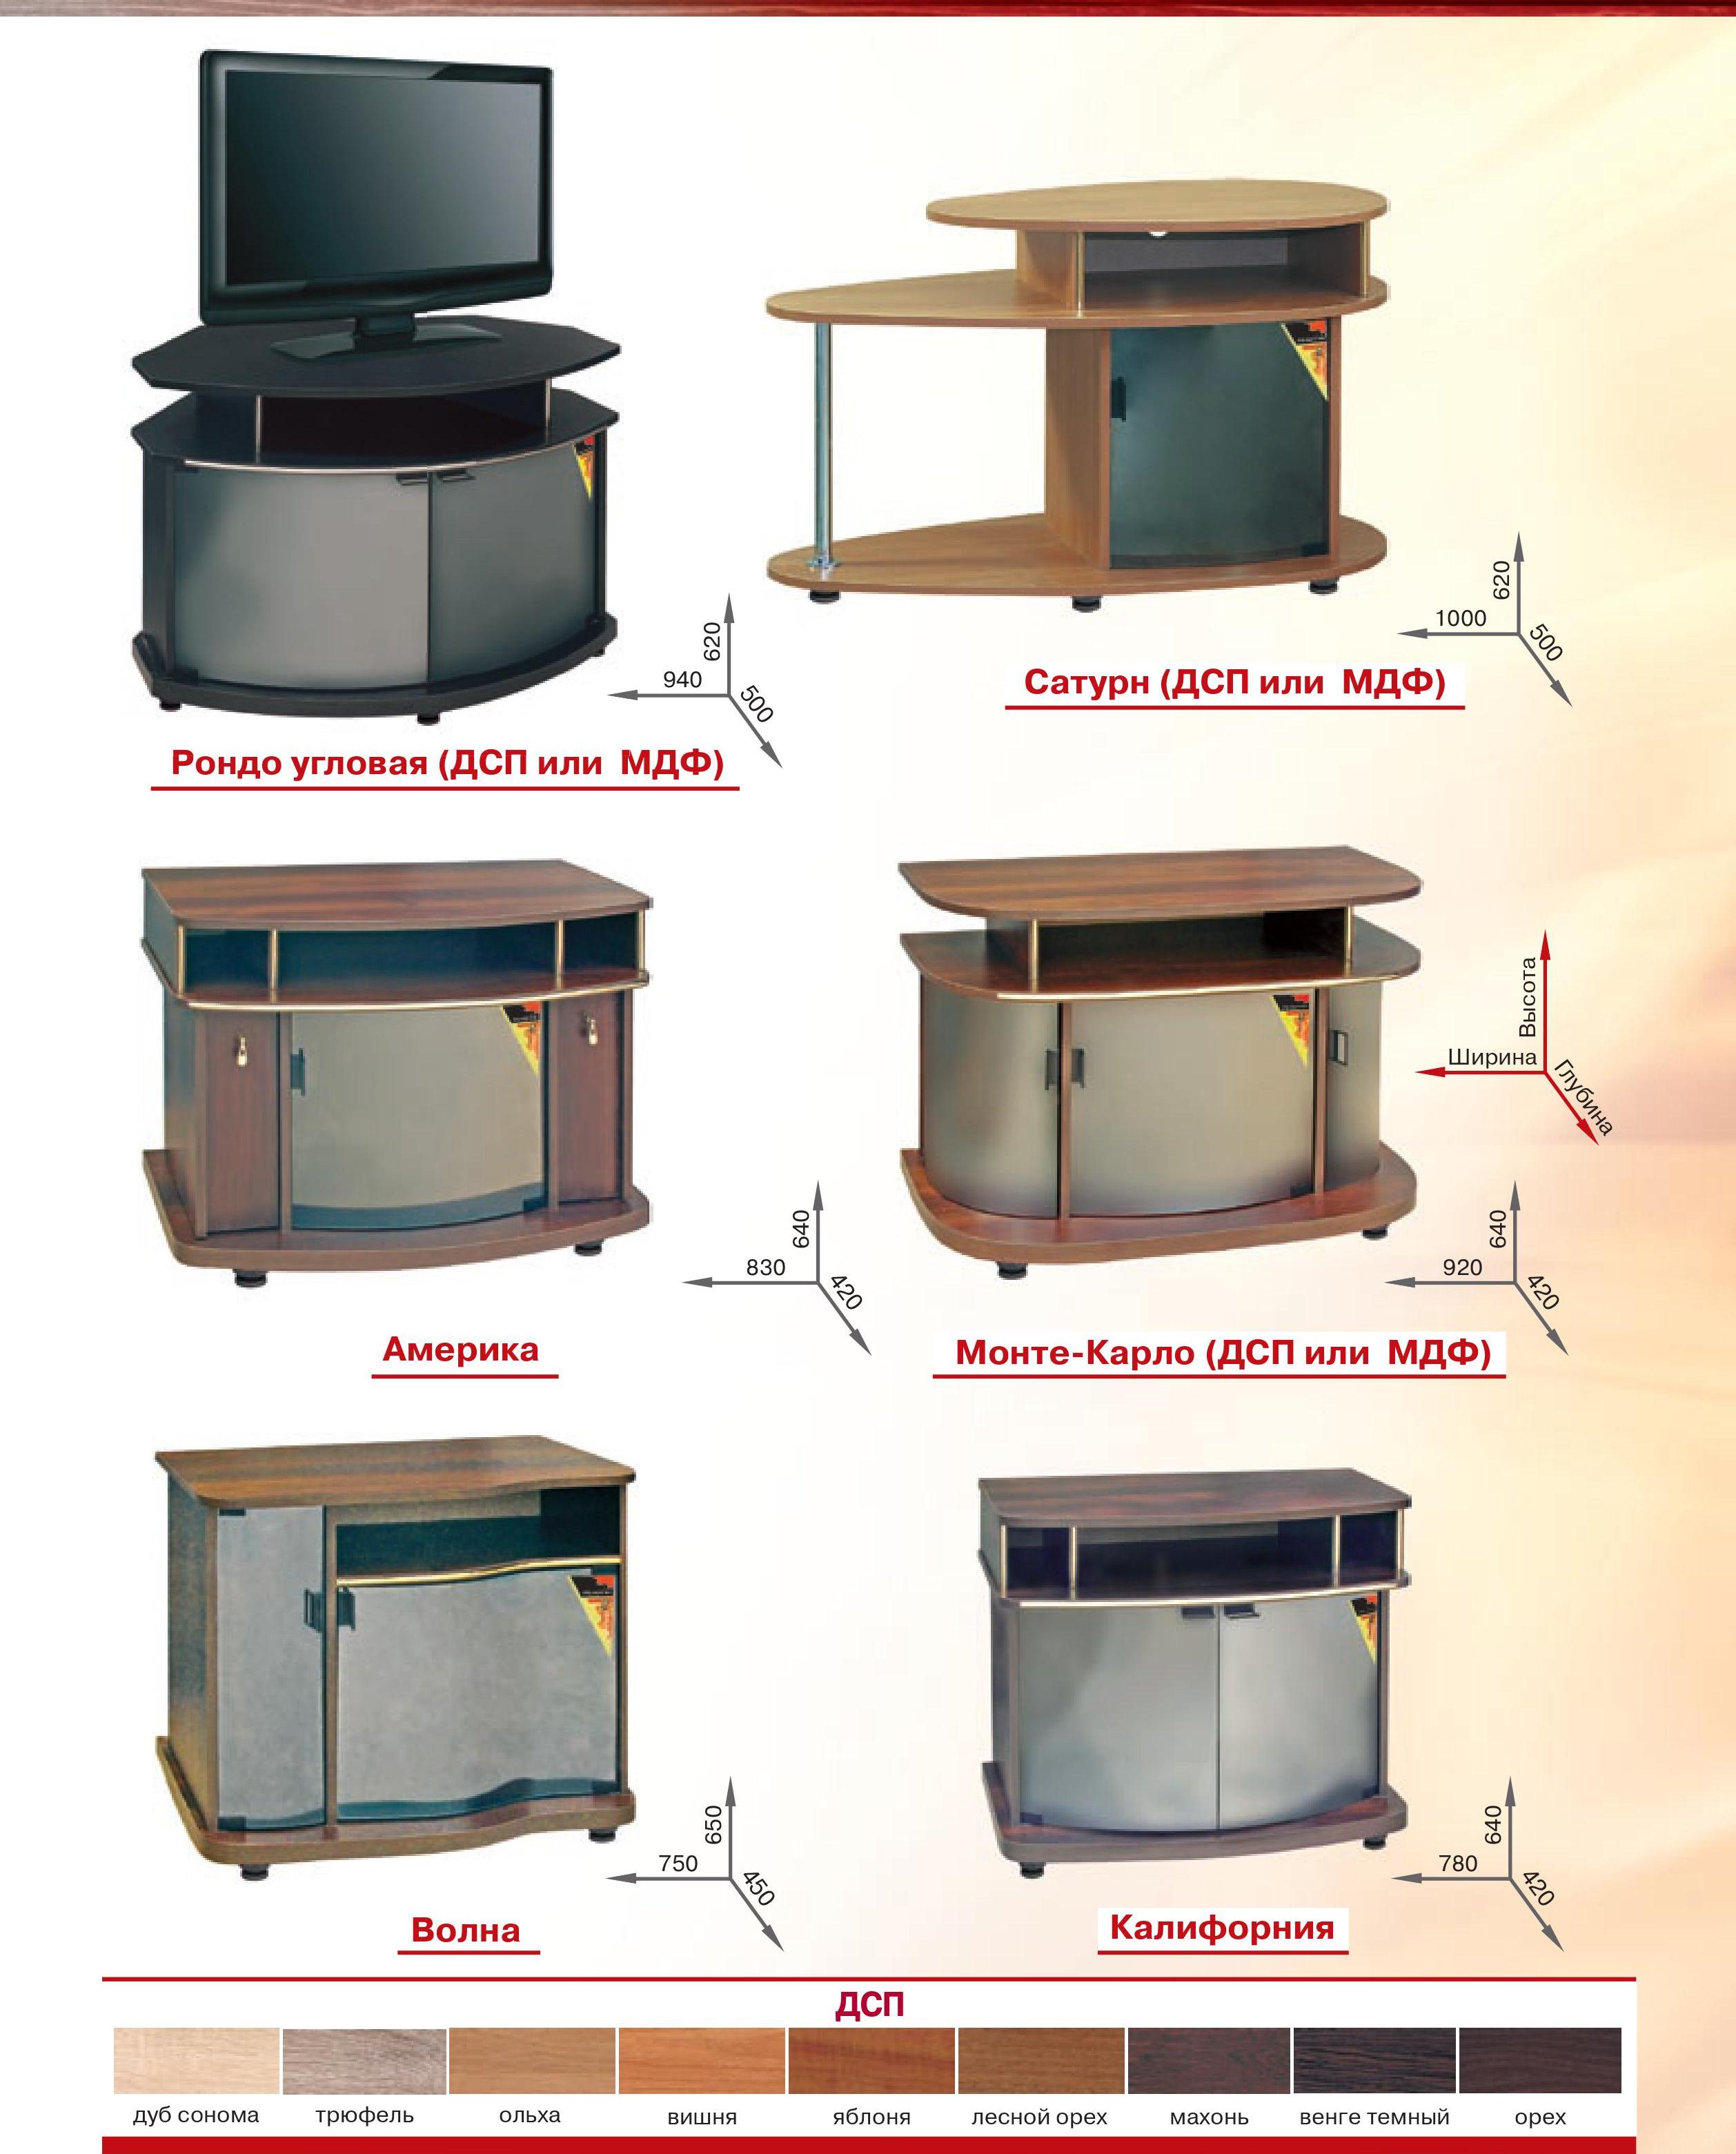 620
940
500
Рондо угловая (ДСП или МДФ)
620
1000
500
Сатурн (ДСП или МДФ)
640
830
420
Америка
Высота
Ширина
Глубина
640
920
420
Монте-Карло (ДСП или МДФ)
650
750
450
Волна
640
780
420
Калифорния
ДСП
дуб сонома трюфель ольха вишня яблоня лесной орех махонь венге темный орех